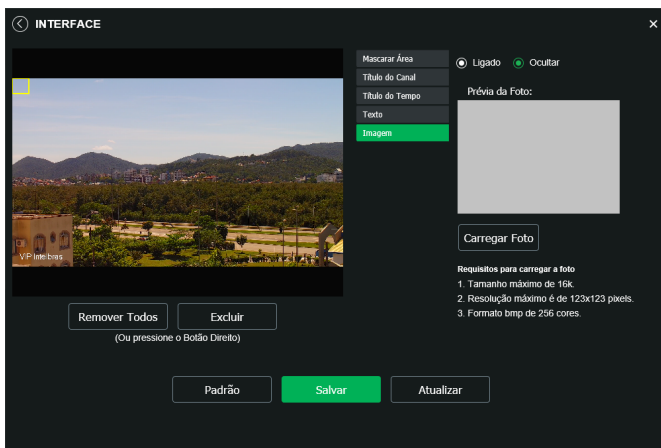 INTERFACE
Mascarar Área
Título do Canal
Título do Tempo
Texto
Imagem
Ligado Ocultar
Prévia da Foto:
Carregar Foto
Requisitos para carregar a foto
1. Tamanho máximo de 16k.
2. Resolução máximo é de 123x123 pixels.
3. Formato bmp de 256 cores.
VIP Intelbras
Remover Todos Excluir
(Ou pressione o Botão Direito)
Padrão Salvar Atualizar